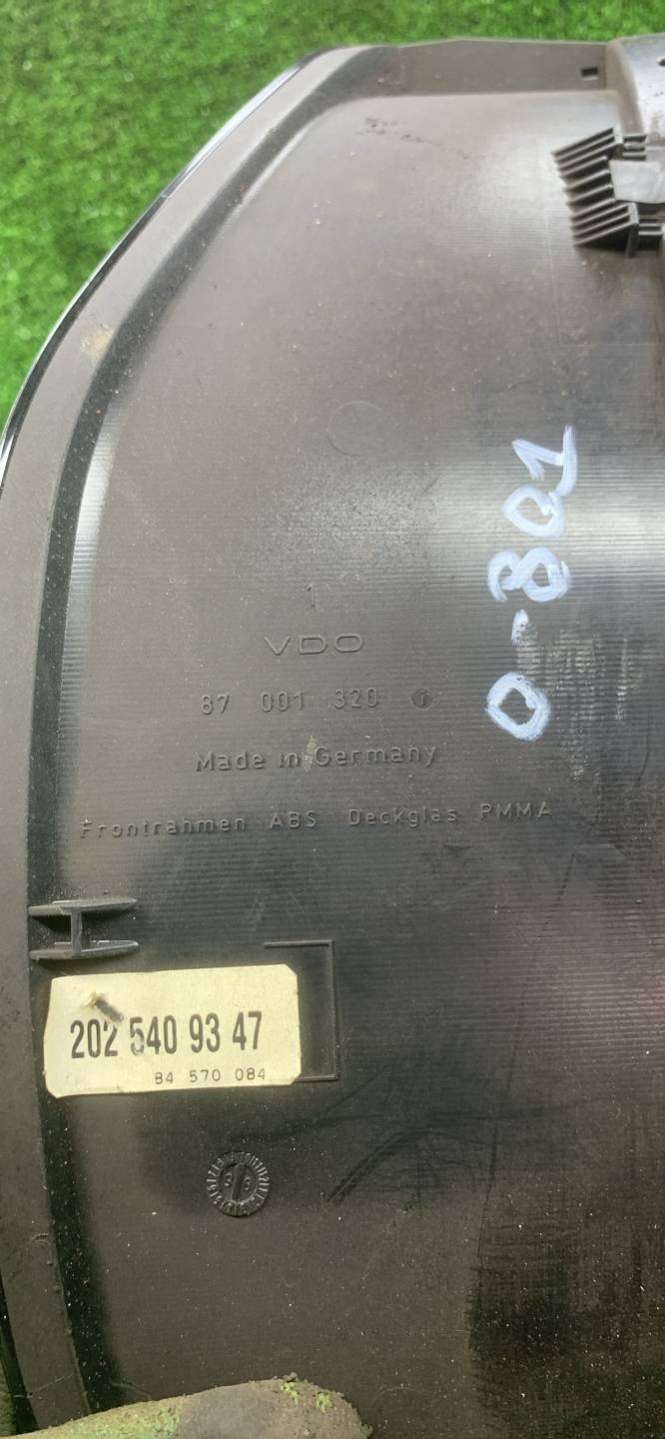 0-801
1
VDO
87 001 320
Made in Germany
Frontrahmen ABS Deckglas PMMA
202 540 93 47
84 570 084